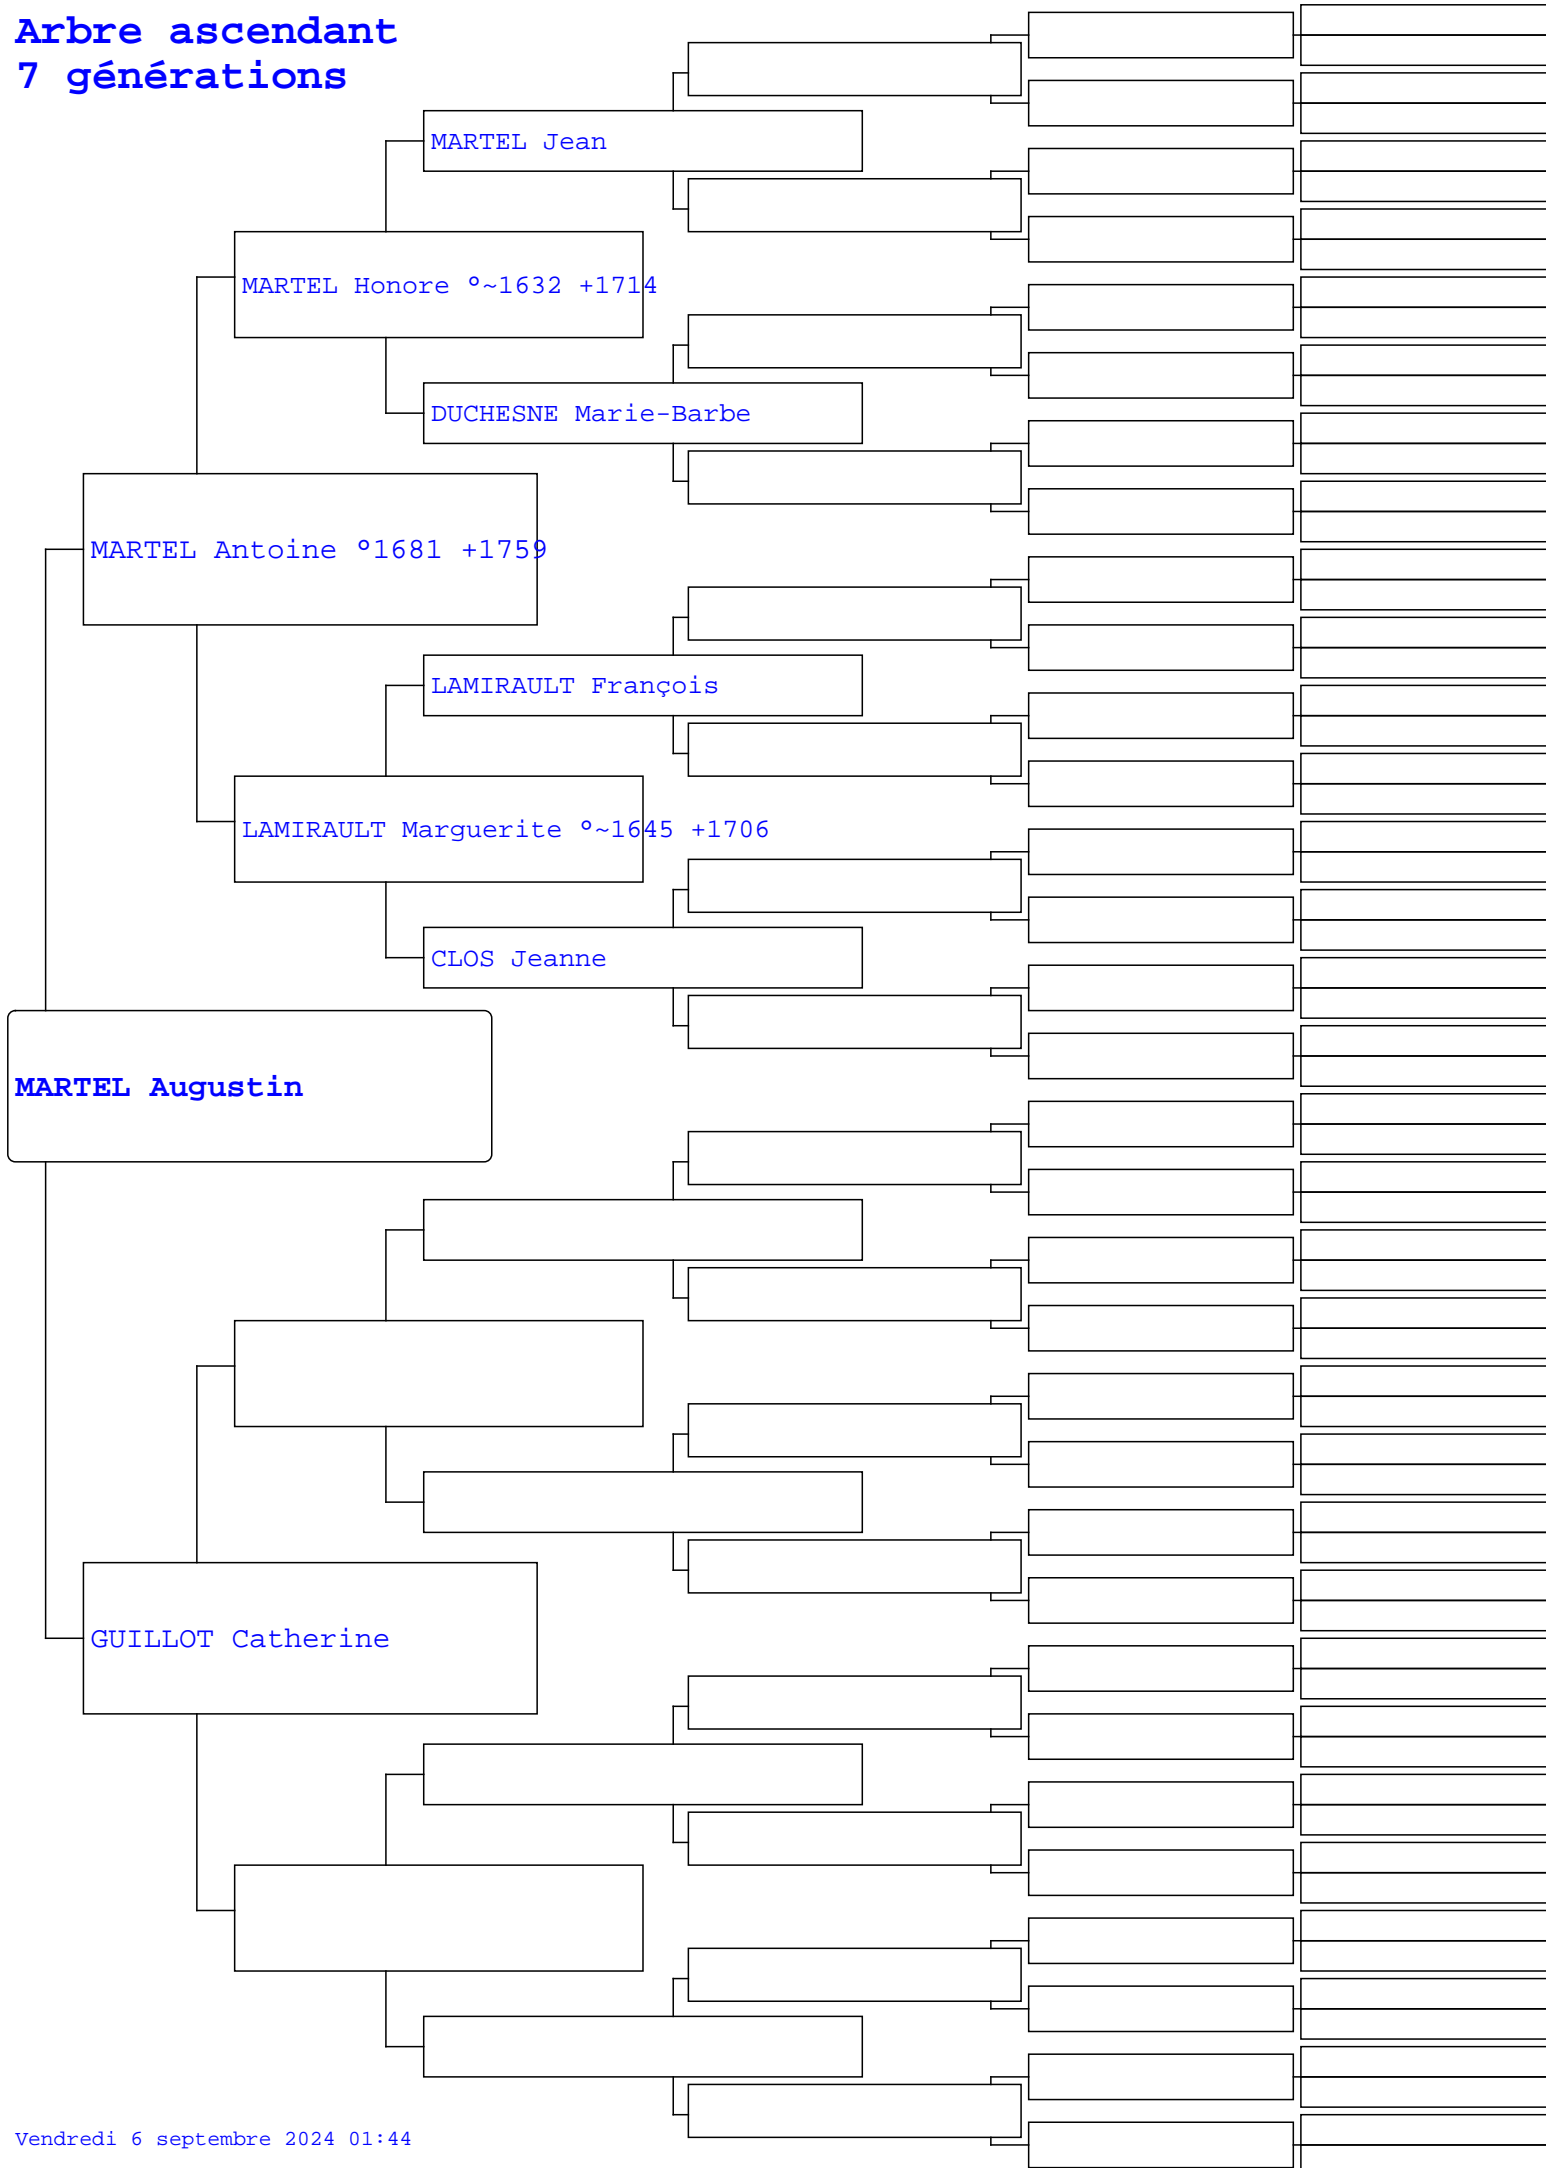 Arbre ascendant
7 générations
MARTEL Jean
MARTEL Honore °~1632 +1714
DUCHESNE Marie-Barbe
MARTEL Antoine °1681 +1759
LAMIRAULT François
LAMIRAULT Marguerite °~1645 +1706
CLOS Jeanne
MARTEL Augustin
GUILLOT Catherine
Vendredi 6 septembre 2024 01:44